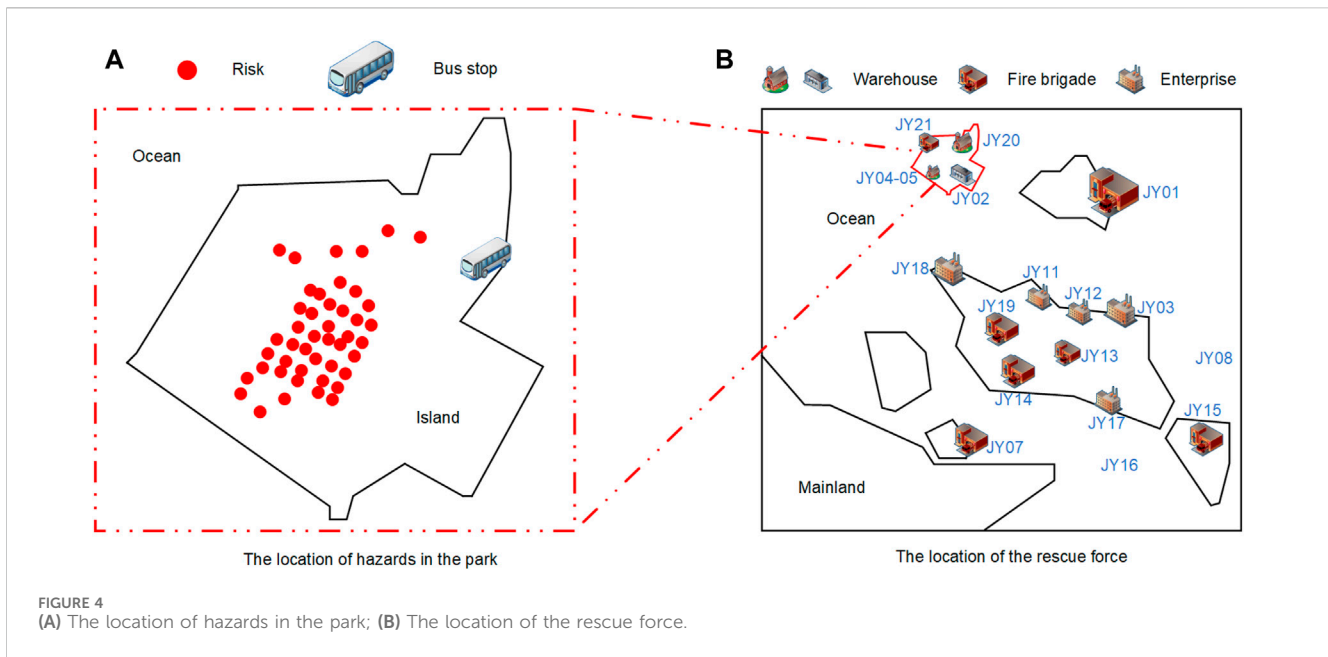 A
Risk
Bus stop
Ocean
Island
The location of hazards in the park
B
Warehouse
Fire brigade
Enterprise
JY21
JY20
JY04-05
JY02
JY01
Ocean
JY18
JY11
JY12
JY03
JY19
JY13
JY08
JY14
JY17
JY15
JY07
JY16
Mainland
The location of the rescue force
FIGURE 4
(A) The location of hazards in the park; (B) The location of the rescue force.